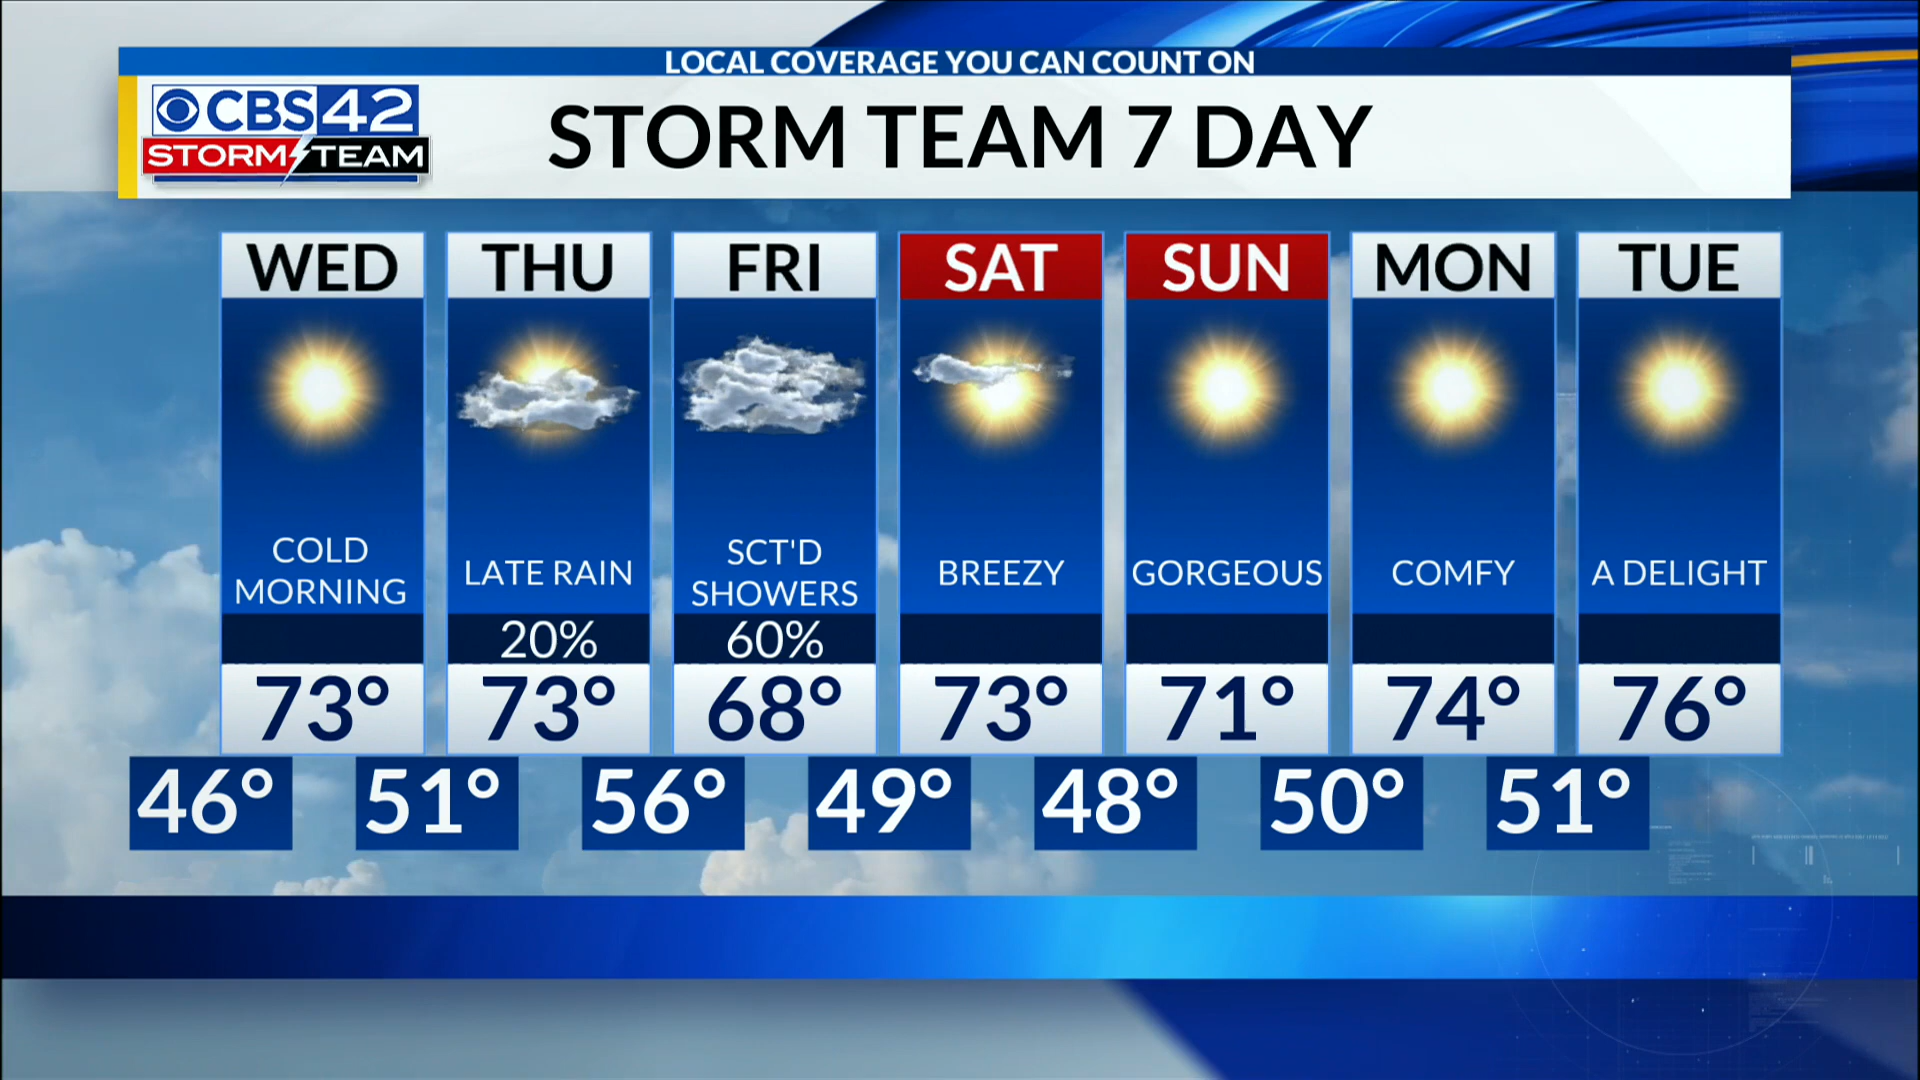 LOCAL COVERAGE YOU CAN COUNT ON
CBS 42
STORM TEAM
STORM TEAM 7 DAY
WED THU FRI SAT SUN MON TUE
COLD MORNING
LATE RAIN
SCT'D SHOWERS
BREEZY
GORGEOUS
COMFY
A DELIGHT
20% 60%
73° 73° 68° 73° 71° 74° 76°
46° 51° 56° 49° 48° 50° 51°